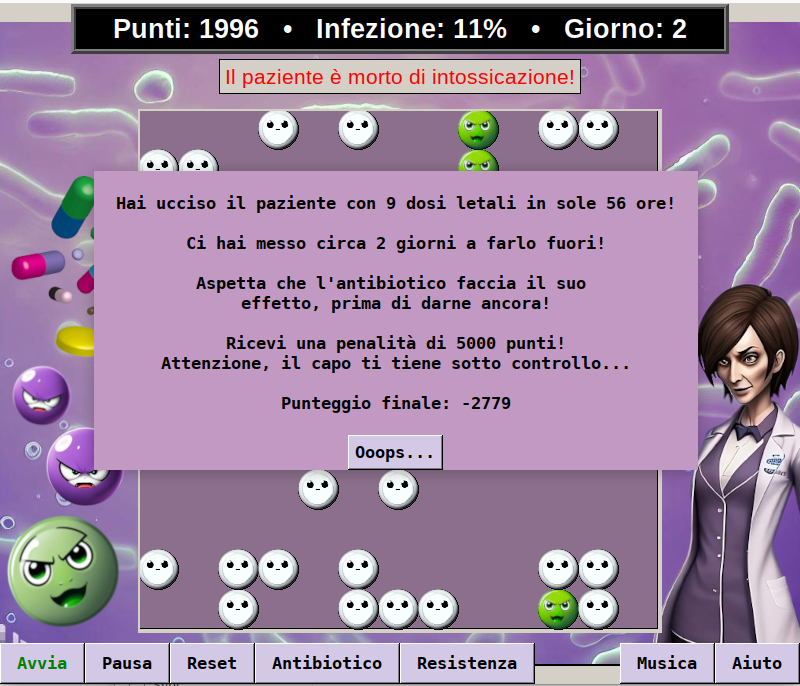 Punti: 1996 • Infezione: 11% • Giorno: 2
Il paziente è morto di intossicazione!
Hai ucciso il paziente con 9 dosi letali in sole 56 ore!
Ci hai messo circa 2 giorni a farlo fuori!
Aspetta che l'antibiotico faccia il suo
effetto, prima di darne ancora!
Ricevi una penalità di 5000 punti!
Attenzione, il capo ti tiene sotto controllo...
Punteggio finale: -2779
Ooops...
Avvia Pausa Reset Antibiotico Resistenza Musica Aiuto